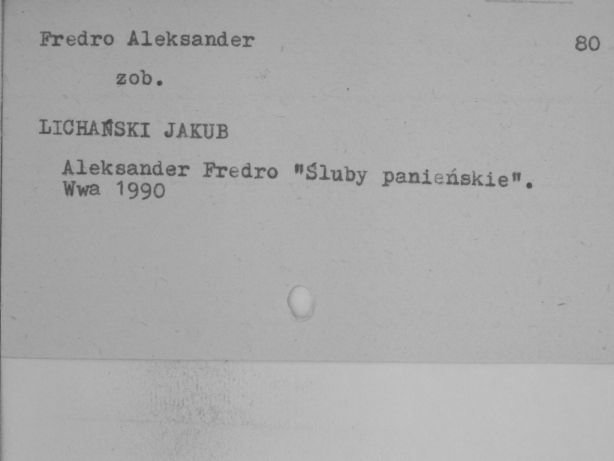 Fredro Aleksander 80
zob.
LICHAŃSKI JAKUB
Aleksander Fredro "Śluby panieńskie".
Wwa 1990